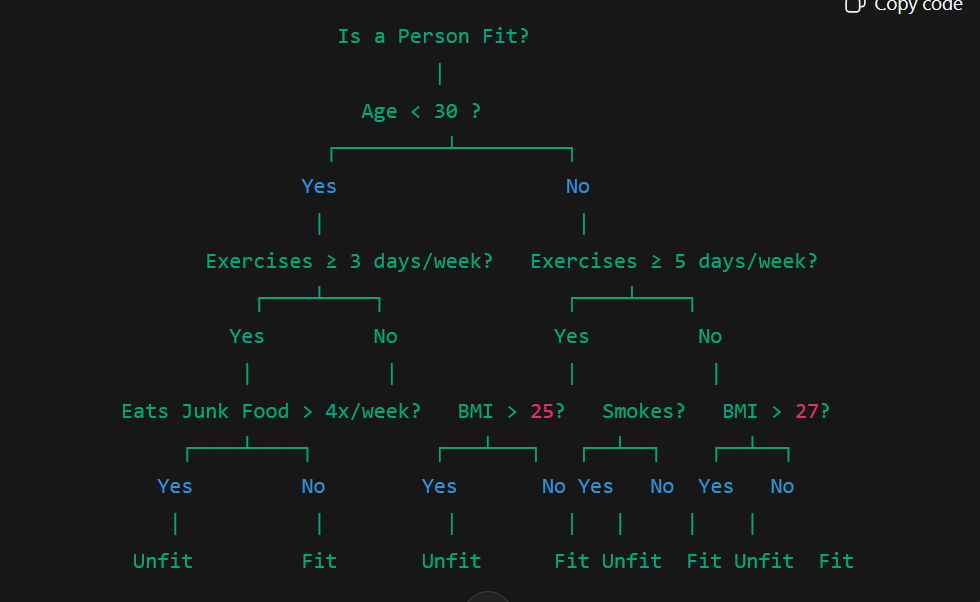 Copy code
Is a Person Fit?
Age < 30 ?
Yes No
Exercises ≥ 3 days/week? Exercises ≥ 5 days/week?
Yes No Yes No
Eats Junk Food > 4x/week? BMI > 25? Smokes? BMI > 27?
Yes No Yes No Yes No Yes No
Unfit Fit Unfit Fit Unfit Fit Unfit Fit